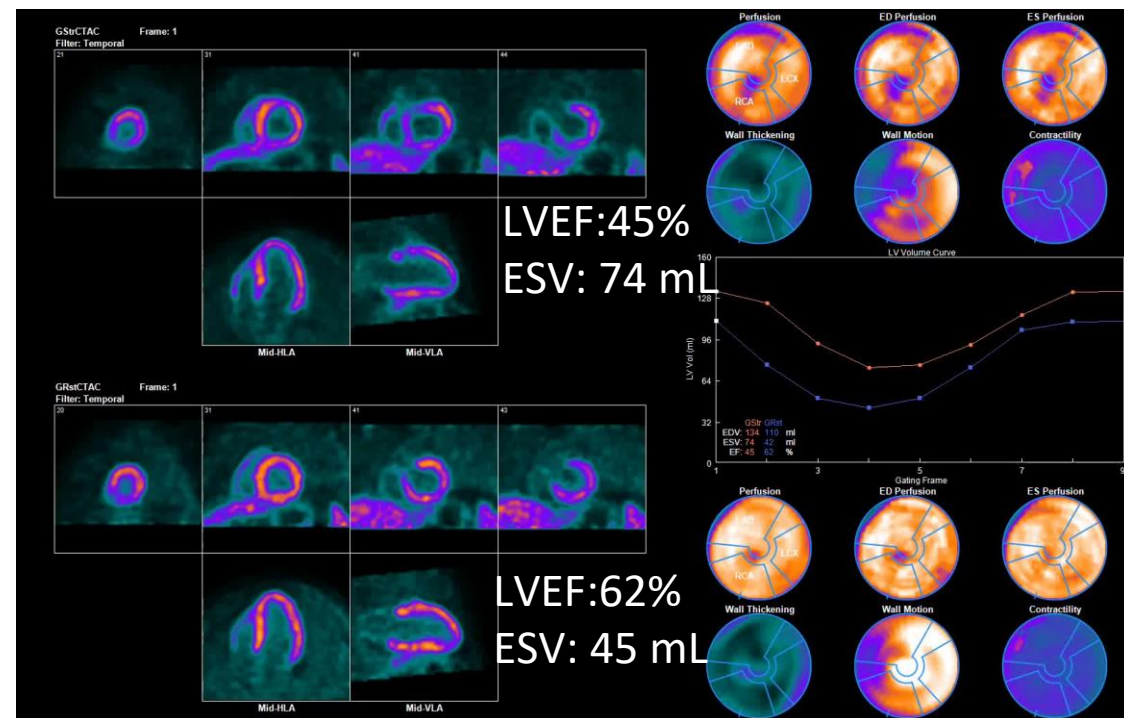 GStrCTAC Frame: 1
Filter: Temporal
21 31 41 44
Mid-HLA Mid-VLA
LVEF:45%
ESV: 74 mL
GRstCTAC Frame: 1
Filter: Temporal
20 31 41 43
Mid-HLA Mid-VLA
LVEF:62%
ESV: 45 mL
Perfusion ED Perfusion ES Perfusion
LAD
LCX
RCA
Wall Thickening Wall Motion Contractility
LV Volume Curve
160
128
96
64
32
0
LV Vol (ml)
GStr GRst
EDV: 134 110 ml
ESV: 74 42 ml
EF: 45 62 %
1 3 5 7 9
Gating Frame
Perfusion ED Perfusion ES Perfusion
LAD
LCX
RCA
Wall Thickening Wall Motion Contractility